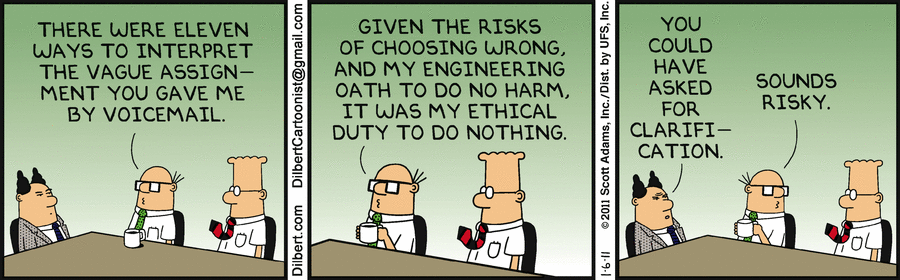 THERE WERE ELEVEN
WAYS TO INTERPRET
THE VAGUE ASSIGN-
MENT YOU GAVE ME
BY VOICEMAIL.
Dilbert.com DilbertCartoonist@gmail.com
GIVEN THE RISKS
OF CHOOSING WRONG,
AND MY ENGINEERING
OATH TO DO NO HARM,
IT WAS MY ETHICAL
DUTY TO DO NOTHING.
1-6-11 ©2011 Scott Adams, Inc./Dist. by UFS, Inc.
YOU
COULD
HAVE
ASKED
FOR
CLARIFI-
CATION.
SOUNDS
RISKY.